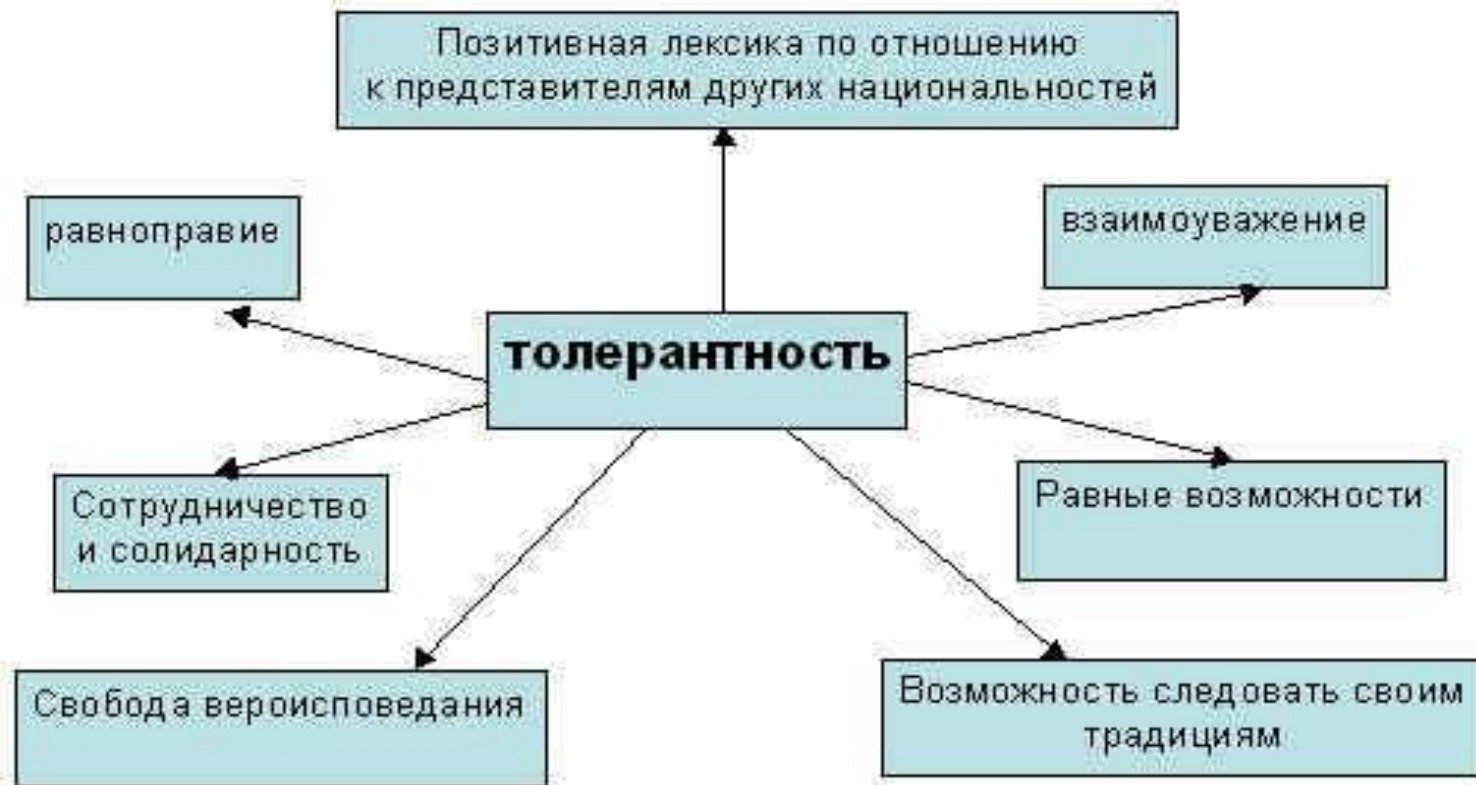 Позитивная лексика по отношению
к представителям других национальностей
равноправие
взаимоуважение
толерантность
Сотрудничество
и солидарность
Равные возможности
Свобода вероисповедания
Возможность следовать своим
традициям